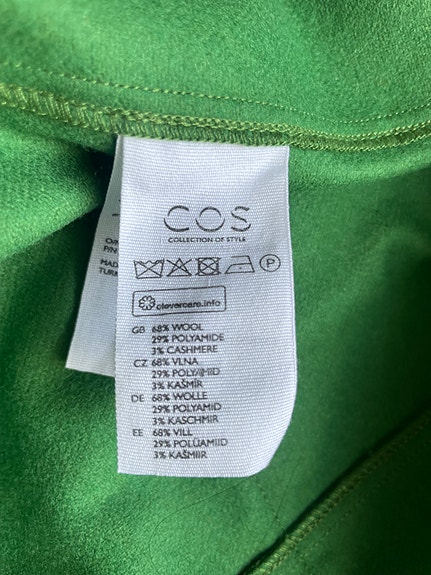 COS
COLLECTION OF STYLE
P
clevercare.info
GB 68% WOOL
29% POLYAMIDE
3% CASHMERE
CZ 68% VLNA
29% POLYAMID
3% KAŠMÍR
DE 68% WOLLE
29% POLYAMID
3% KASCHMIR
EE 68% VILL
29% POLÜAMIID
3% KAŠMIIR
MADE